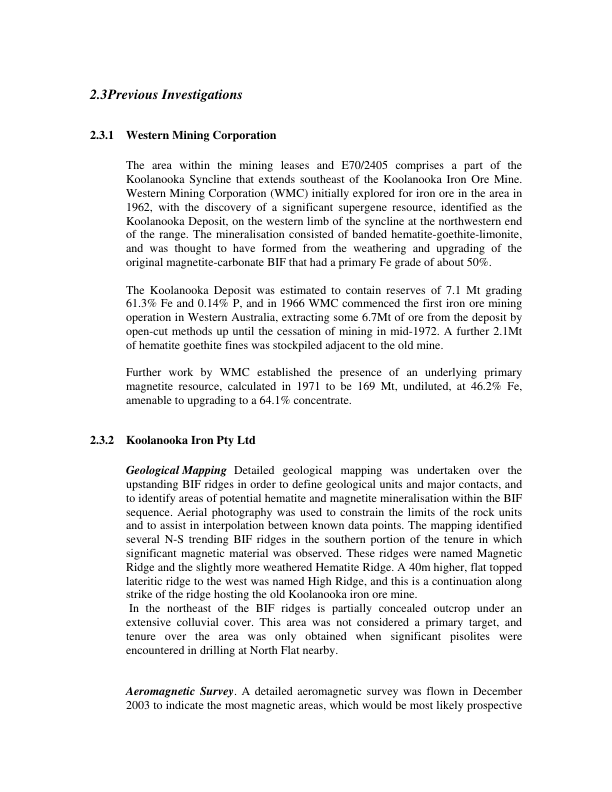 2.3Previous Investigations
2.3.1 Western Mining Corporation
The area within the mining leases and E70/2405 comprises a part of the
Koolanooka Syncline that extends southeast of the Koolanooka Iron Ore Mine.
Western Mining Corporation (WMC) initially explored for iron ore in the area in
1962, with the discovery of a significant supergene resource, identified as the
Koolanooka Deposit, on the western limb of the syncline at the northwestern end
of the range. The mineralisation consisted of banded hematite-goethite-limonite,
and was thought to have formed from the weathering and upgrading of the
original magnetite-carbonate BIF that had a primary Fe grade of about 50%.
The Koolanooka Deposit was estimated to contain reserves of 7.1 Mt grading
61.3% Fe and 0.14% P, and in 1966 WMC commenced the first iron ore mining
operation in Western Australia, extracting some 6.7Mt of ore from the deposit by
open-cut methods up until the cessation of mining in mid-1972. A further 2.1Mt
of hematite goethite fines was stockpiled adjacent to the old mine.
Further work by WMC established the presence of an underlying primary
magnetite resource, calculated in 1971 to be 169 Mt, undiluted, at 46.2% Fe,
amenable to upgrading to a 64.1% concentrate.
2.3.2 Koolanooka Iron Pty Ltd
Geological Mapping Detailed geological mapping was undertaken over the
upstanding BIF ridges in order to define geological units and major contacts, and
to identify areas of potential hematite and magnetite mineralisation within the BIF
sequence. Aerial photography was used to constrain the limits of the rock units
and to assist in interpolation between known data points. The mapping identified
several N-S trending BIF ridges in the southern portion of the tenure in which
significant magnetic material was observed. These ridges were named Magnetic
Ridge and the slightly more weathered Hematite Ridge. A 40m higher, flat topped
lateritic ridge to the west was named High Ridge, and this is a continuation along
strike of the ridge hosting the old Koolanooka iron ore mine.
In the northeast of the BIF ridges is partially concealed outcrop under an
extensive colluvial cover. This area was not considered a primary target, and
tenure over the area was only obtained when significant pisolites were
encountered in drilling at North Flat nearby.
Aeromagnetic Survey. A detailed aeromagnetic survey was flown in December
2003 to indicate the most magnetic areas, which would be most likely prospective